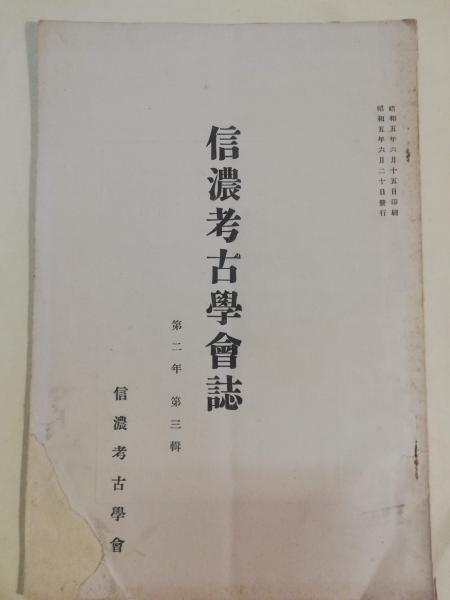 昭和五年六月十五日印刷
昭和五年六月二十日發行
信濃考古學會誌
第二年 第三輯
信濃考古學會